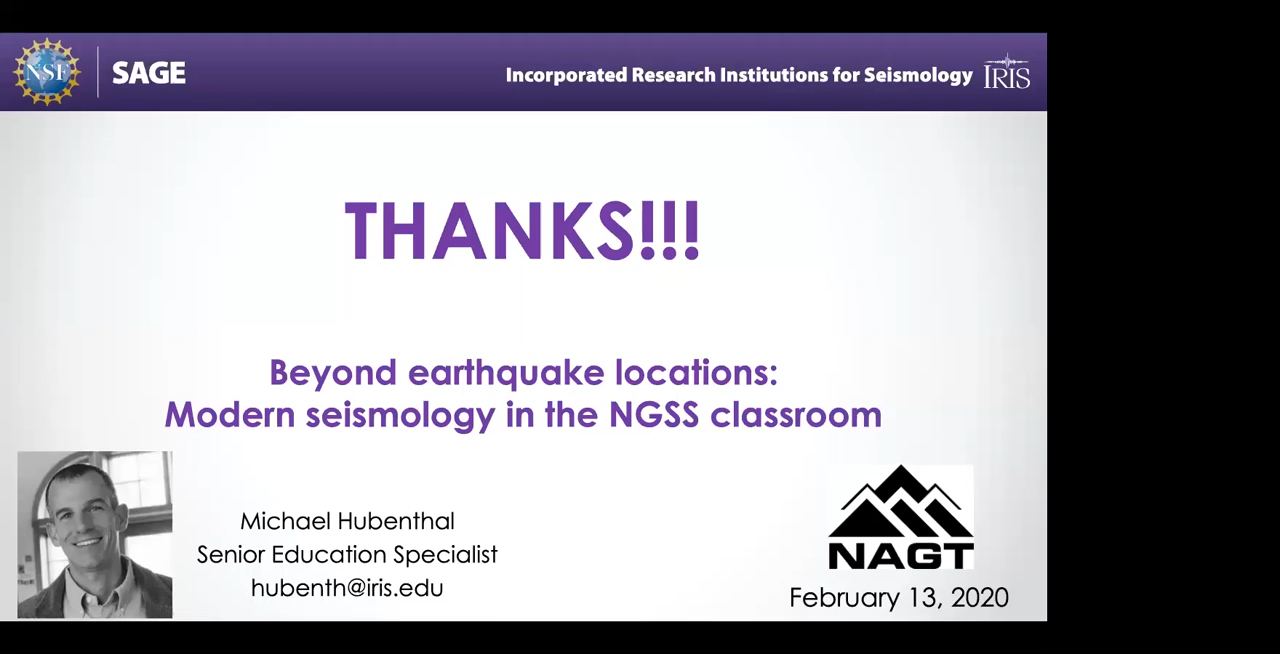 NSF
SAGE
Incorporated Research Institutions for Seismology
IRIS
THANKS!!!
Beyond earthquake locations:
Modern seismology in the NGSS classroom
Michael Hubenthal
Senior Education Specialist
hubenth@iris.edu
NAGT
February 13, 2020